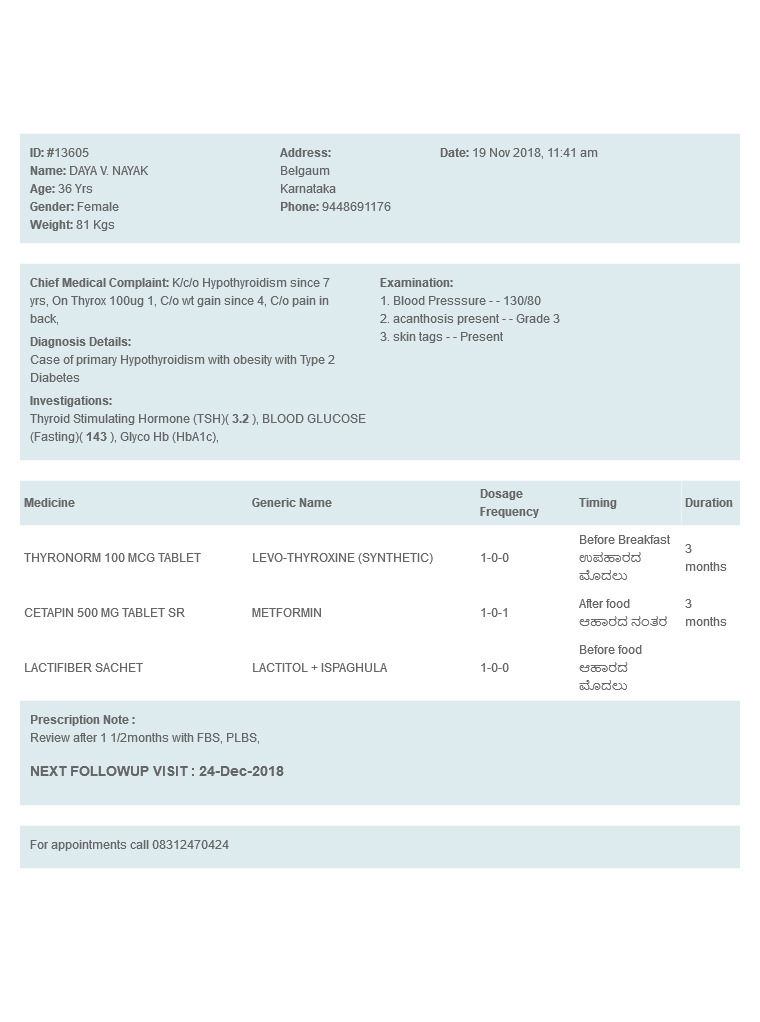 ID: #13605
Name: DAYA V. NAYAK
Age: 36 Yrs
Gender: Female
Weight: 81 Kgs
Address:
Belgaum
Karnataka
Phone: 9448691176
Date: 19 Nov 2018, 11:41 am
Chief Medical Complaint: K/c/o Hypothyroidism since 7
yrs, On Thyrox 100ug 1, C/o wt gain since 4, C/o pain in
back,
Diagnosis Details:
Case of primary Hypothyroidism with obesity with Type 2
Diabetes
Investigations:
Thyroid Stimulating Hormone (TSH)( 3.2 ), BLOOD GLUCOSE
(Fasting)( 143 ), Glyco Hb (HbA1c),
Examination:
1. Blood Presssure - - 130/80
2. acanthosis present - - Grade 3
3. skin tags - - Present
Medicine Generic Name Dosage Frequency Timing Duration
THYRONORM 100 MCG TABLET LEVO-THYROXINE (SYNTHETIC) 1-0-0 Before Breakfast ಉಪಹಾರದ ಮೊದಲು 3 months
CETAPIN 500 MG TABLET SR METFORMIN 1-0-1 After food ಆಹಾರದ ನಂತರ 3 months
LACTIFIBER SACHET LACTITOL + ISPAGHULA 1-0-0 Before food ಆಹಾರದ ಮೊದಲು
Prescription Note :
Review after 1 1/2months with FBS, PLBS,
NEXT FOLLOWUP VISIT : 24-Dec-2018
For appointments call 08312470424